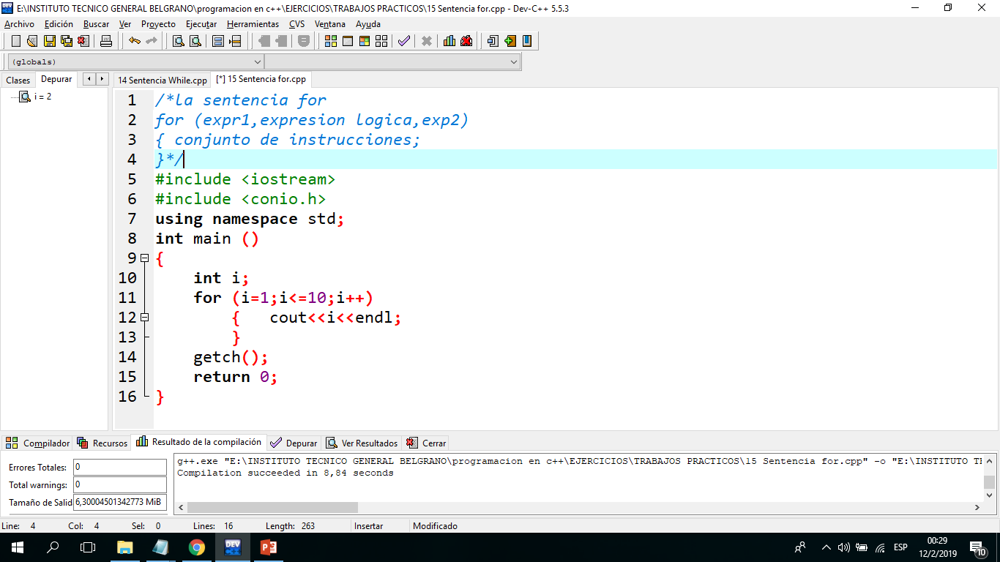 E:\INSTITUTO TECNICO GENERAL BELGRANO\programacion en c++\EJERCICIOS\TRABAJOS PRACTICOS\15 Sentencia for.cpp - Dev-C++ 5.5.3
Archivo Edición Buscar Ver Proyecto Ejecutar Herramientas CVS Ventana Ayuda
(globals)
Clases Depurar 14 Sentencia While.cpp [*] 15 Sentencia for.cpp
i = 2
1 /*la sentencia for
2 for (expr1,expresion logica,exp2)
3 { conjunto de instrucciones;
4 }*/
5 #include <iostream>
6 #include <conio.h>
7 using namespace std;
8 int main ()
9 {
10 int i;
11 for (i=1;i<=10;i++)
12 { cout<<i<<endl;
13 }
14 getch();
15 return 0;
16 }
Compilador Recursos Resultado de la compilación Depurar Ver Resultados Cerrar
Errores Totales: 0
Total warnings: 0
Tamaño de Salid 6,30004501342773 MiB
g++.exe "E:\INSTITUTO TECNICO GENERAL BELGRANO\programacion en c++\EJERCICIOS\TRABAJOS PRACTICOS\15 Sentencia for.cpp" -o "E:\INSTITUTO TE
Compilation succeeded in 8,84 seconds
Line: 4 Col: 4 Sel: 0 Lines: 16 Length: 263 Insertar Modificado
DEV
ESP
00:29
12/2/2019
10